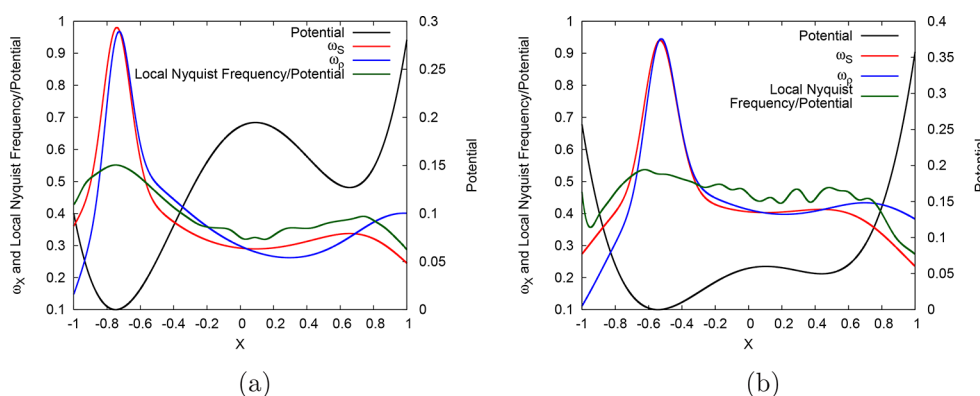 Potential
ωS
ωρ
Local Nyquist Frequency/Potential
ωX and Local Nyquist Frequency/Potential
1
0.9
0.8
0.7
0.6
0.5
0.4
0.3
0.2
0.1
0.3
0.25
0.2
0.15
0.1
0.05
0
Potential
-1 -0.8 -0.6 -0.4 -0.2 0 0.2 0.4 0.6 0.8 1
X
(a)
Potential
ωS
ωρ
Local Nyquist
Frequency/Potential
ωX and Local Nyquist Frequency/Potential
1
0.9
0.8
0.7
0.6
0.5
0.4
0.3
0.2
0.1
0.4
0.35
0.3
0.25
0.2
0.15
0.1
0.05
0
Potential
-1 -0.8 -0.6 -0.4 -0.2 0 0.2 0.4 0.6 0.8 1
X
(b)